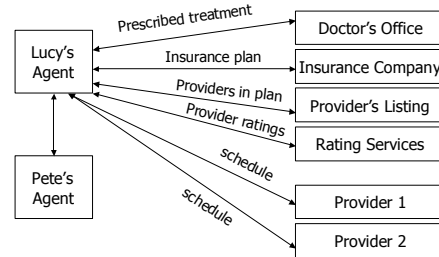 Prescribed treatment
Doctor's Office
Lucy's
Agent
Insurance plan
Insurance Company
Providers in plan
Provider's Listing
Provider ratings
Rating Services
schedule
Provider 1
Pete's
Agent
schedule
Provider 2